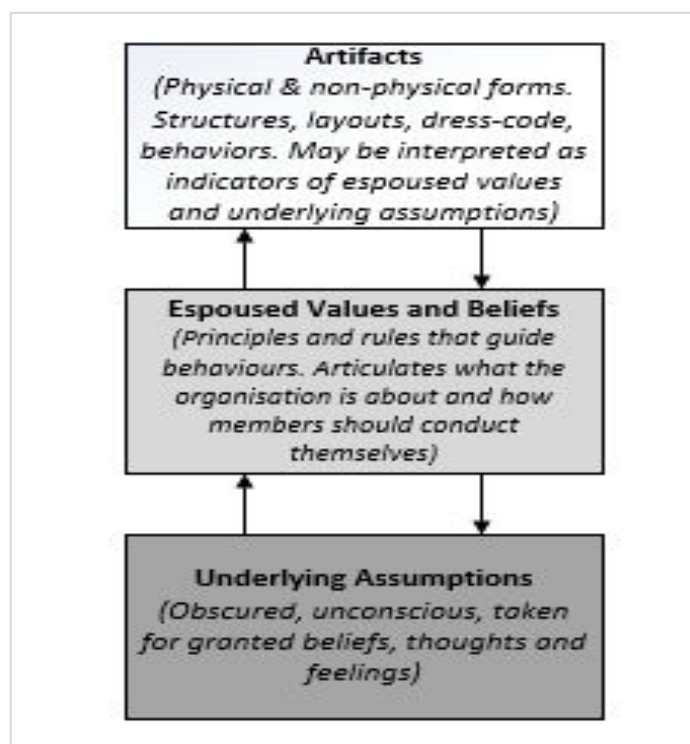 Artifacts
(Physical & non-physical forms.
Structures, layouts, dress-code,
behaviors. May be interpreted as
indicators of espoused values
and underlying assumptions)
Espoused Values and Beliefs
(Principles and rules that guide
behaviours. Articulates what the
organisation is about and how
members should conduct
themselves)
Underlying Assumptions
(Obscured, unconscious, taken
for granted beliefs, thoughts and
feelings)